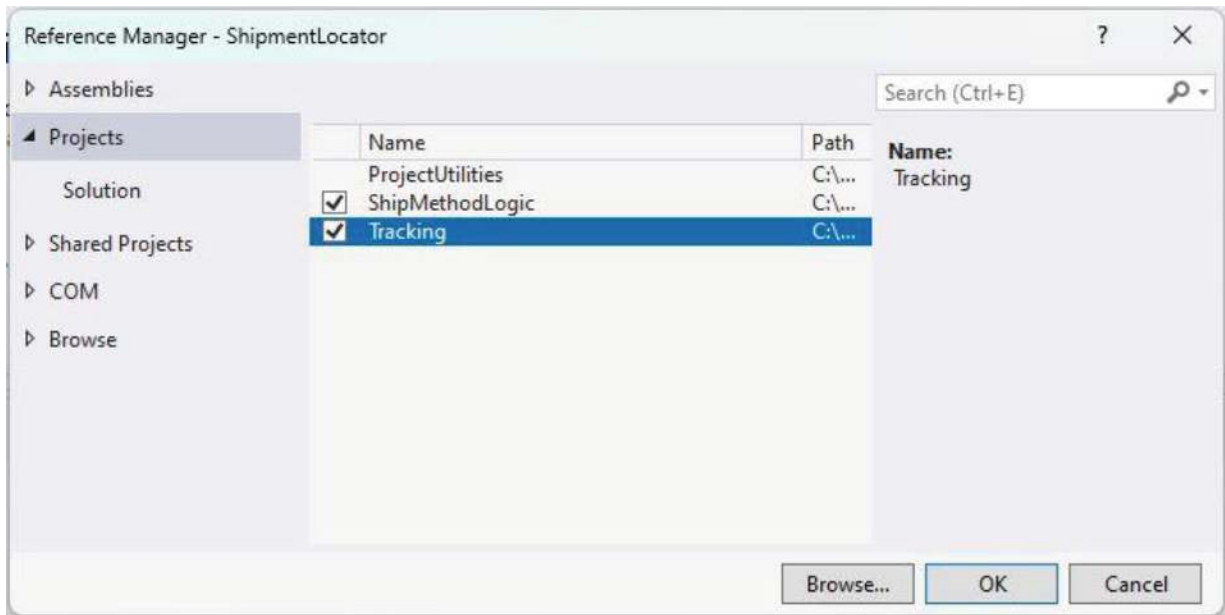 Reference Manager - ShipmentLocator
?
Assemblies
Projects
Solution
Shared Projects
COM
Browse
Name Path
ProjectUtilities C:\...
ShipMethodLogic C:\...
Tracking C:\...
Search (Ctrl+E)
Name:
Tracking
Browse... OK Cancel